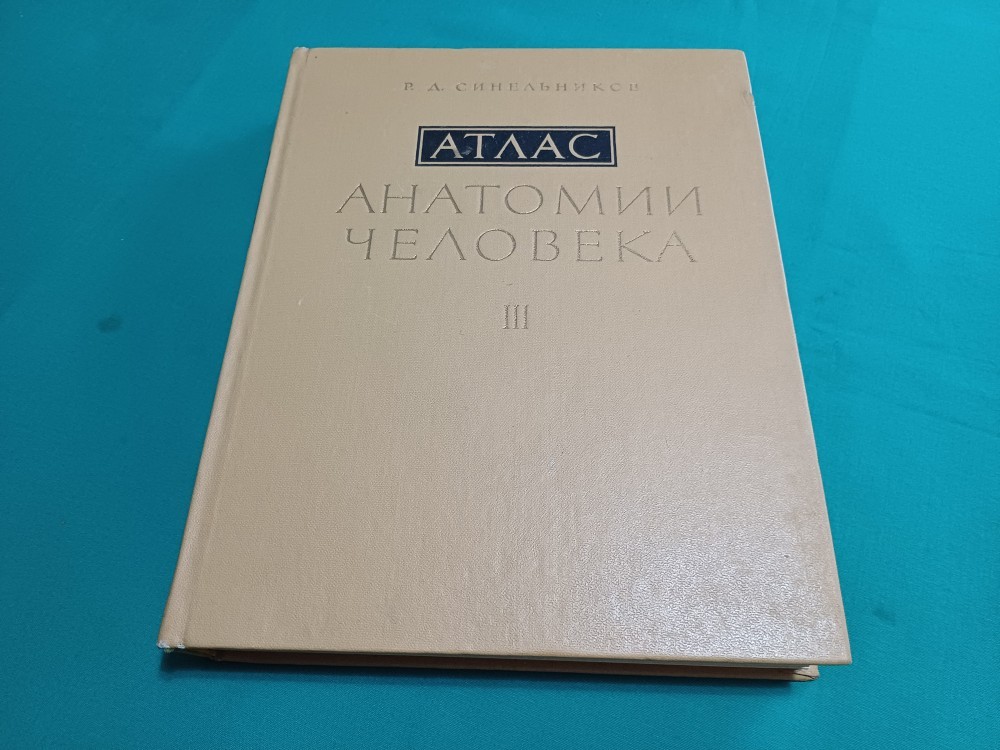 Р. Д. СИНЕЛЬНИКОВ
АТЛАС
АНАТОМИИ
ЧЕЛОВЕКА
III